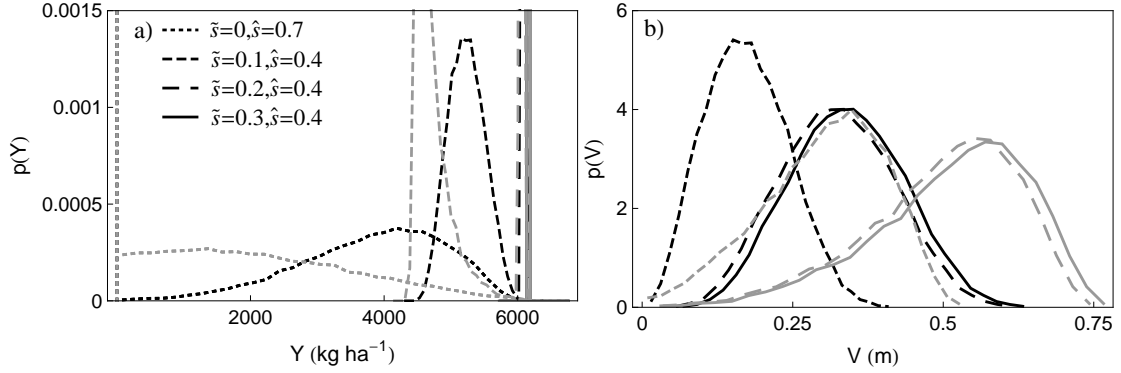 a)
s̃=0,ŝ=0.7
s̃=0.1,ŝ=0.4
s̃=0.2,ŝ=0.4
s̃=0.3,ŝ=0.4
0.0015
0.001
0.0005
0
p(Y)
2000 4000 6000
Y (kg ha⁻¹)
b)
6
4
2
0
p(V)
0 0.25 0.5 0.75
V (m)